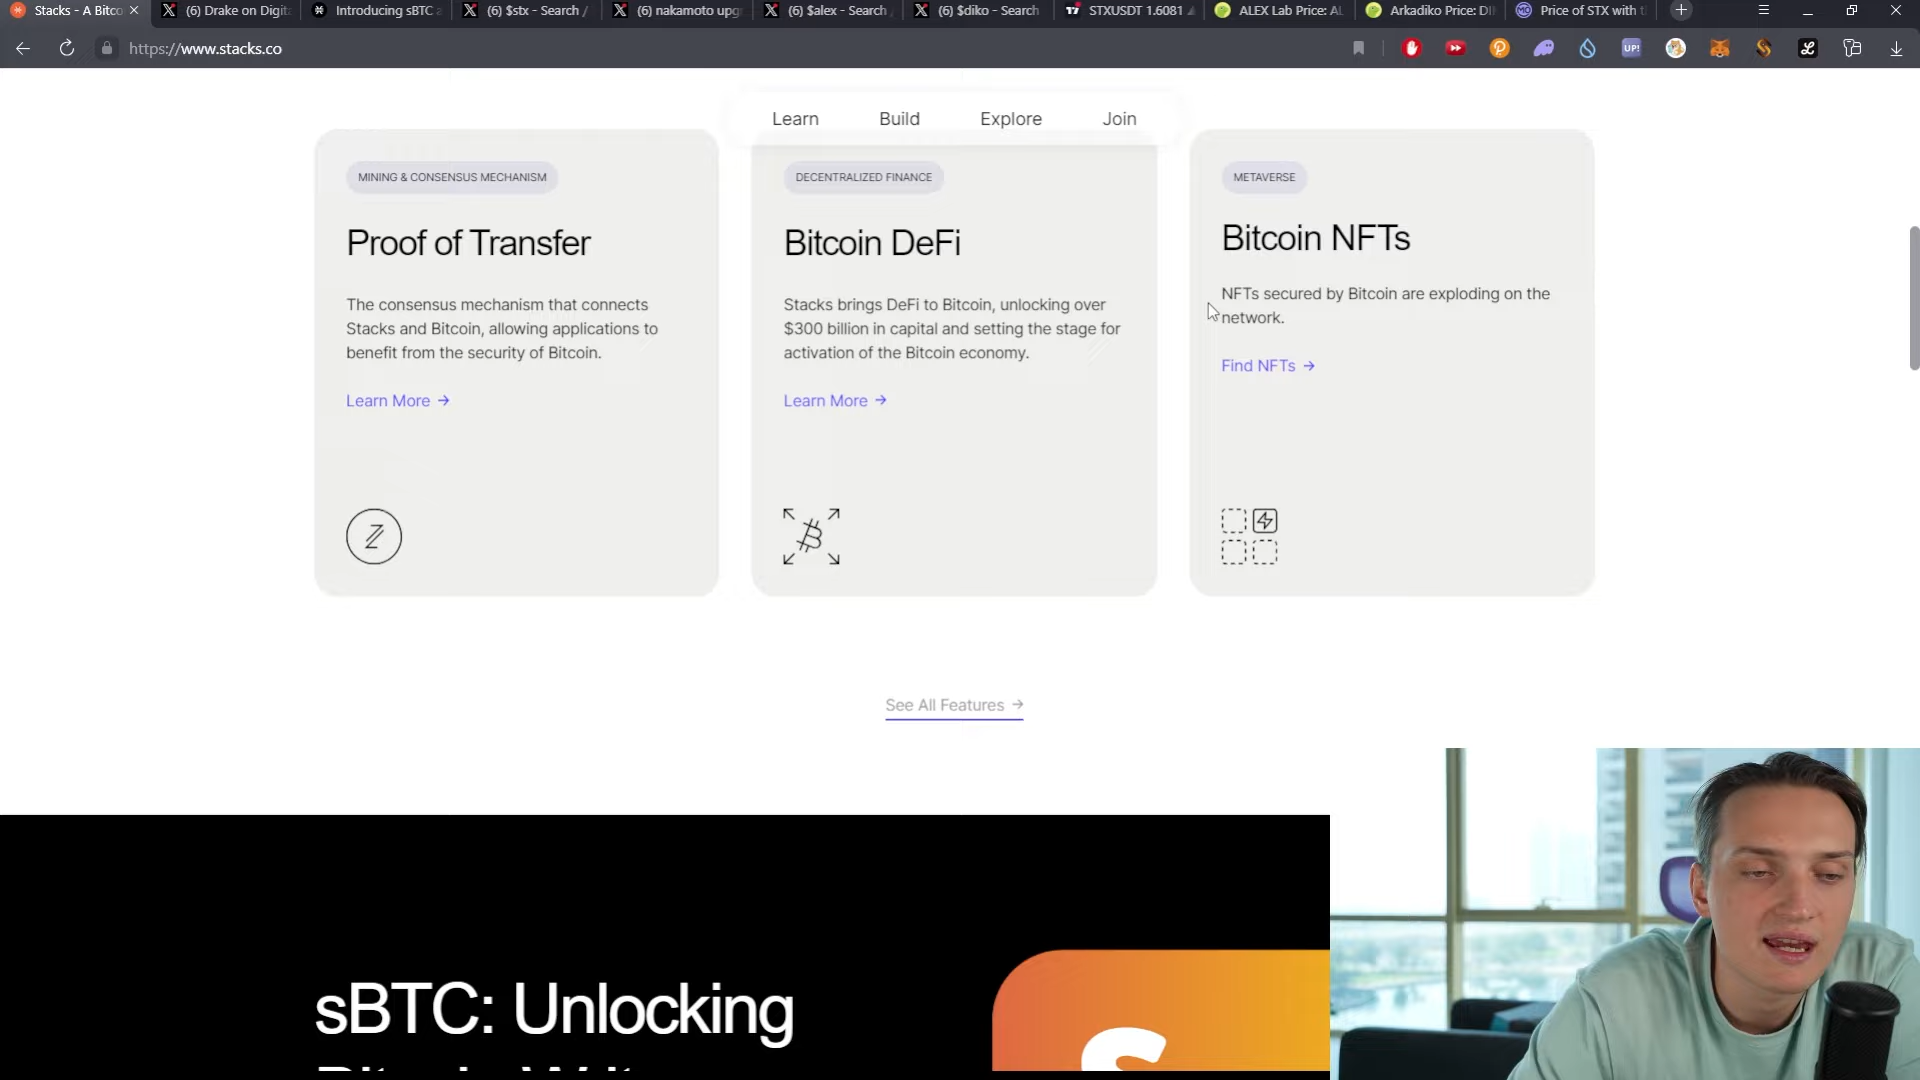 Stacks - A Bitco
(6) Drake on Digit
Introducing sBTC a
(6) $stx - Search /
(6) nakamoto upg
(6) $alex - Search /
(6) $diko - Search
STXUSDT 1.6081
ALEX Lab Price: AL
Arkadiko Price: DI
Price of STX with t
https://www.stacks.co
UP!
Learn
Build
Explore
Join
MINING & CONSENSUS MECHANISM
Proof of Transfer
The consensus mechanism that connects
Stacks and Bitcoin, allowing applications to
benefit from the security of Bitcoin.
Learn More →
DECENTRALIZED FINANCE
Bitcoin DeFi
Stacks brings DeFi to Bitcoin, unlocking over
$300 billion in capital and setting the stage for
activation of the Bitcoin economy.
Learn More →
METAVERSE
Bitcoin NFTs
NFTs secured by Bitcoin are exploding on the
network.
Find NFTs →
See All Features →
sBTC: Unlocking